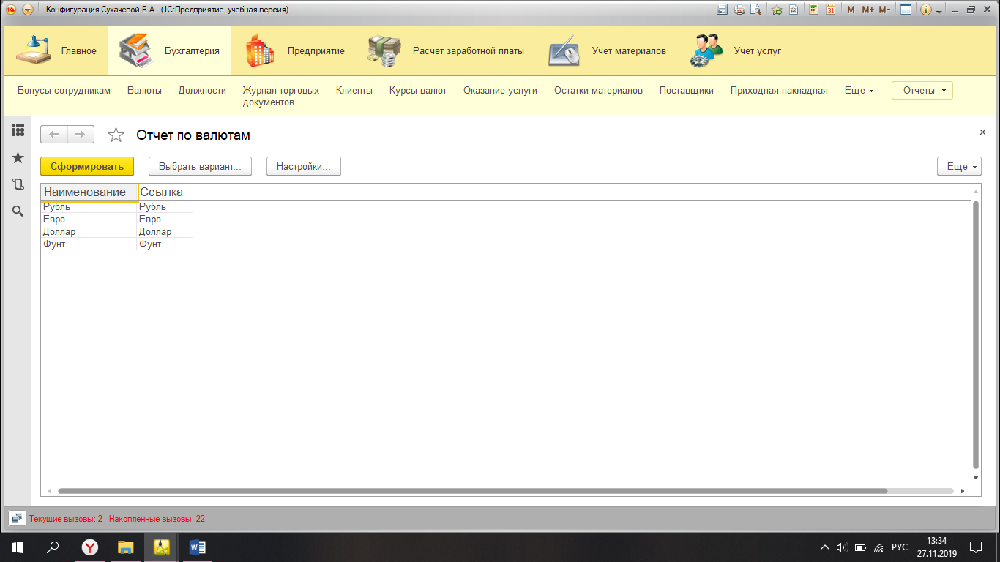 Конфигурация Сухачевой В.А. (1С:Предприятие, учебная версия)
M M+ M-
Главное Бухгалтерия Предприятие Расчет заработной платы Учет материалов Учет услуг
Бонусы сотрудникам Валюты Должности Журнал торговых документов Клиенты Курсы валют Оказание услуги Остатки материалов Поставщики Приходная накладная Еще Отчеты
Отчет по валютам
Сформировать Выбрать вариант... Настройки... Еще
Наименование Ссылка
Рубль Рубль
Евро Евро
Доллар Доллар
Фунт Фунт
Текущие вызовы: 2 Накопленные вызовы: 22
РУС
13:34
27.11.2019